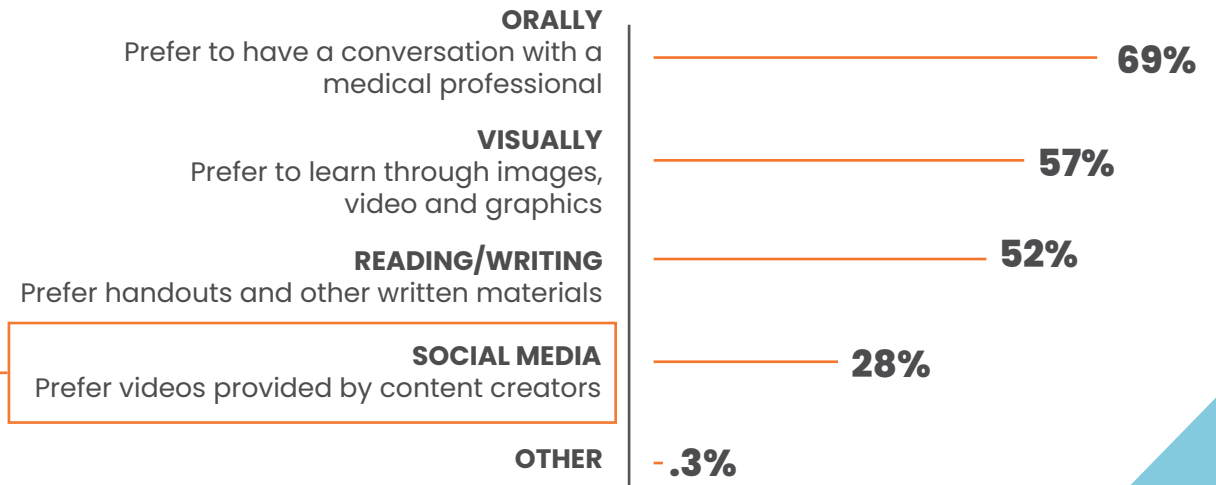 ORALLY
Prefer to have a conversation with a
medical professional
69%
VISUALLY
Prefer to learn through images,
video and graphics
57%
READING/WRITING
Prefer handouts and other written materials
52%
SOCIAL MEDIA
Prefer videos provided by content creators
28%
OTHER
.3%